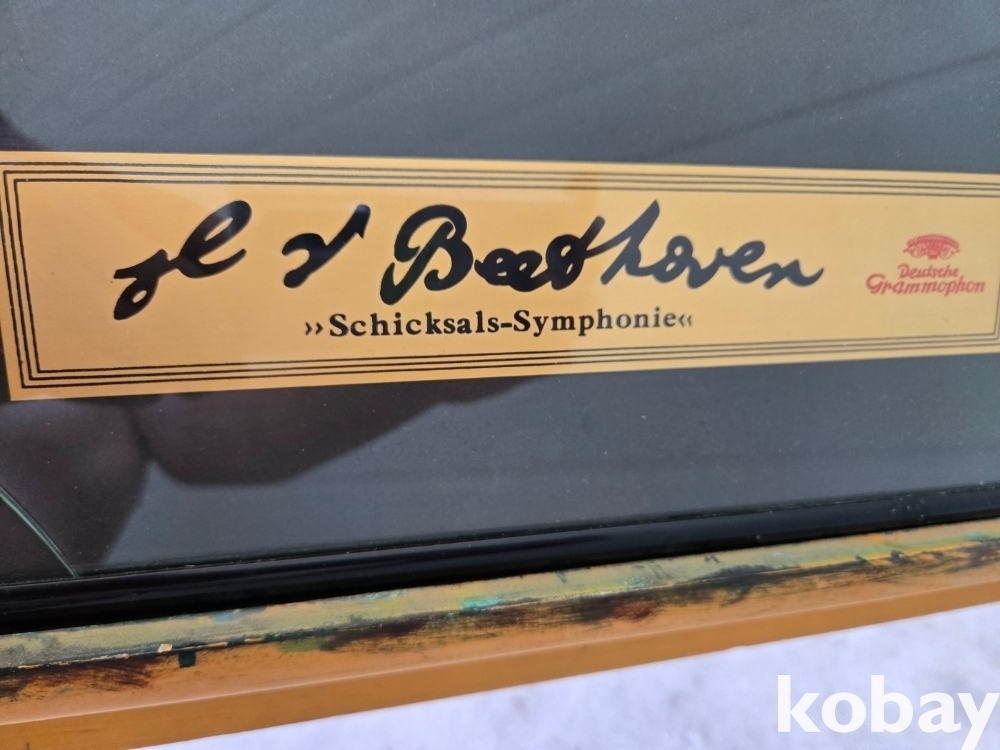 L v Beethoven
››Schicksals-Symphonie‹‹
Deutsche
Grammophon
kobay